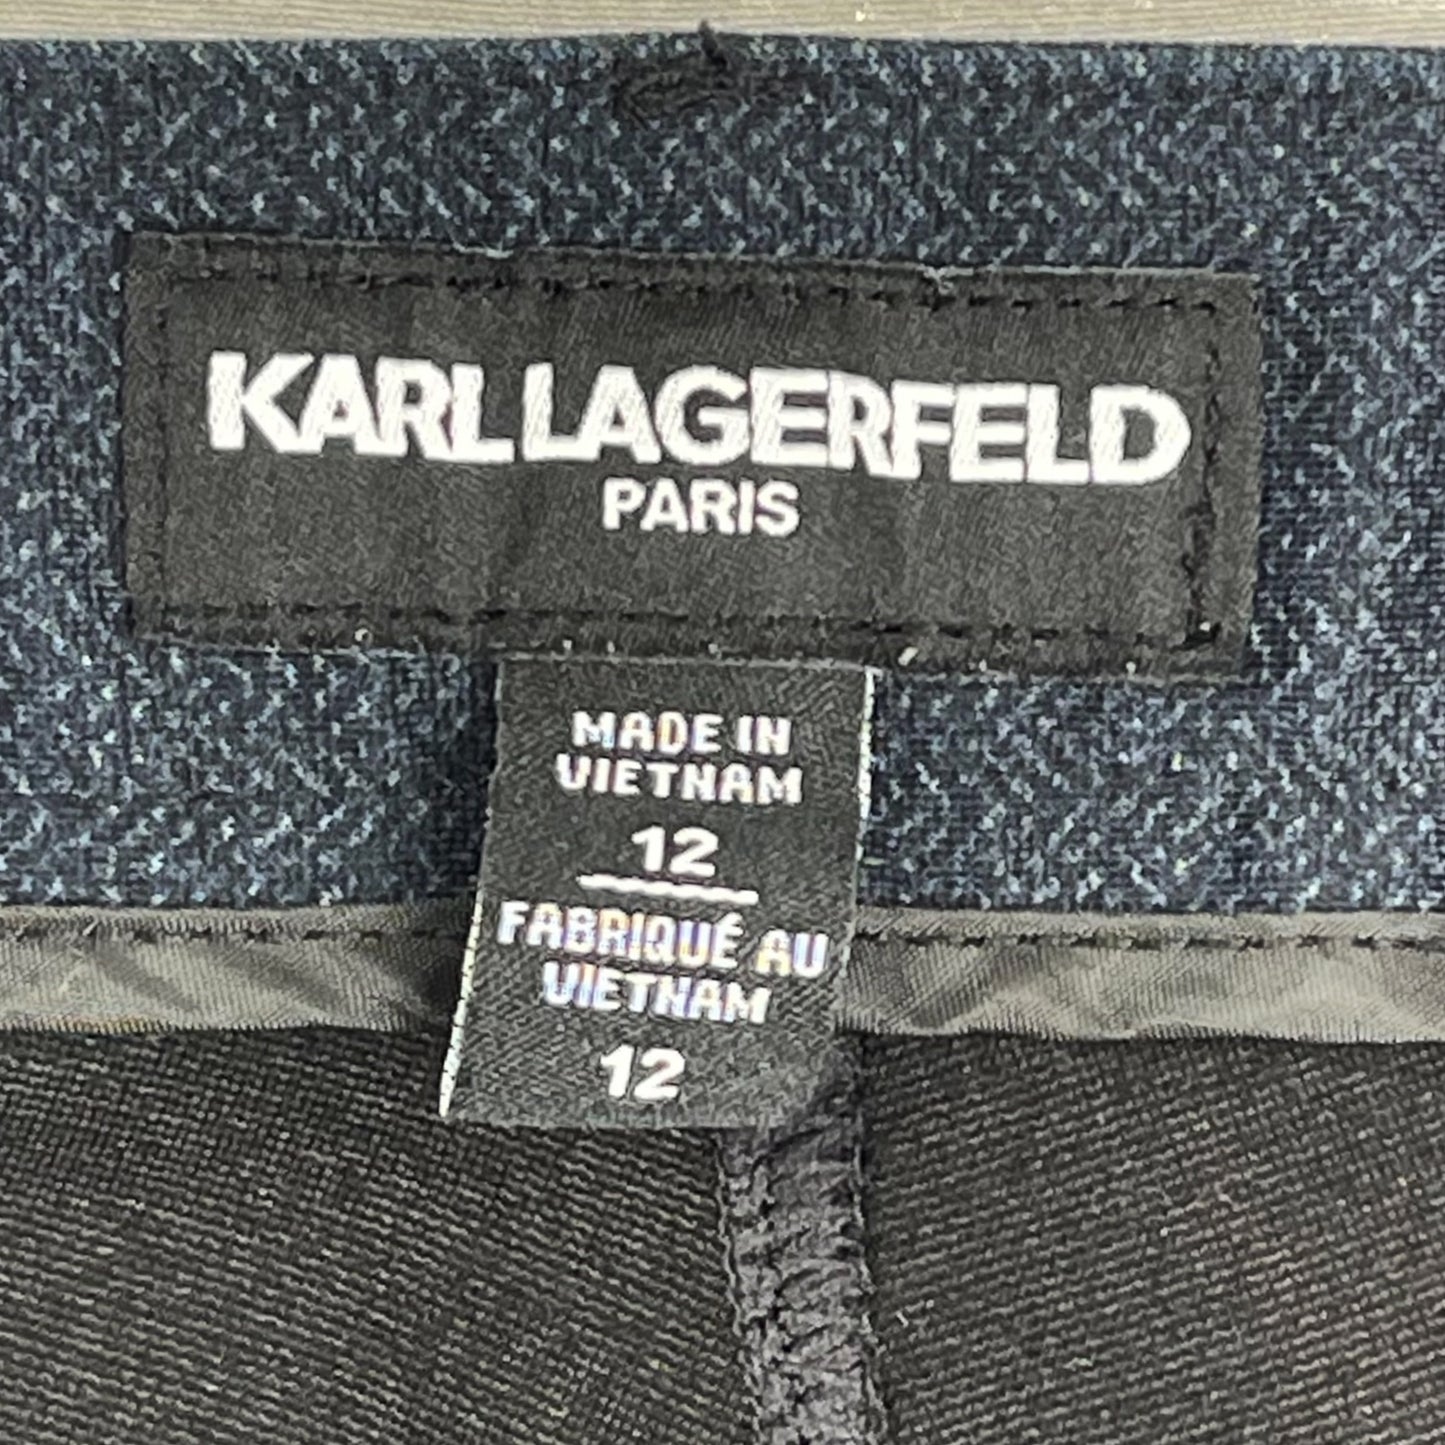 KARL LAGERFELD
PARIS
MADE IN
VIETNAM
12
FABRIQUÉ AU
VIETNAM
12